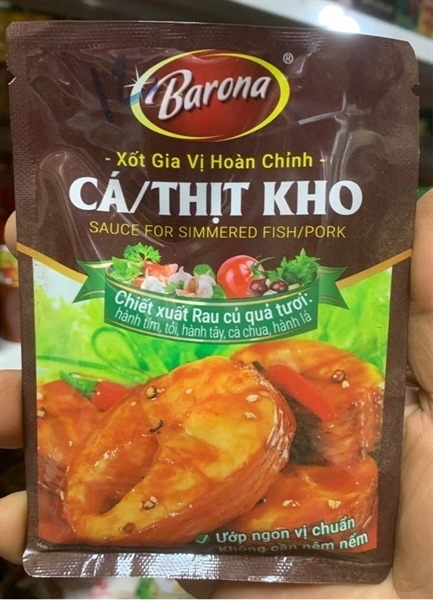 Barona ®
- Xốt Gia Vị Hoàn Chỉnh -
CÁ/THỊT KHO
SAUCE FOR SIMMERED FISH/PORK
Chiết xuất Rau củ quả tươi:
hành tím, tỏi, hành tây, cà chua, hành lá
Ướp ngon vị chuẩn
Không cần nêm nếm